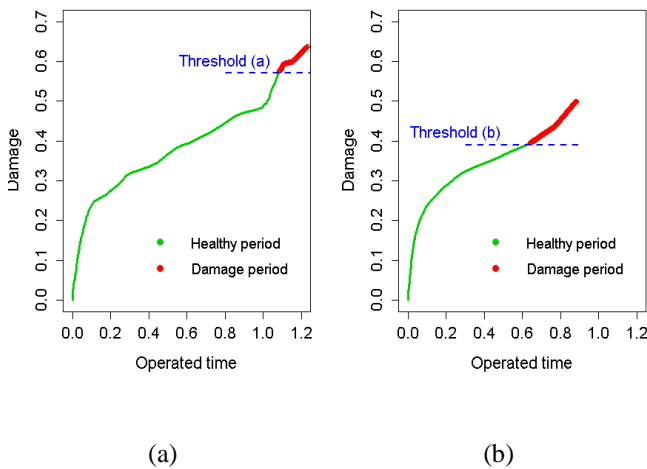 0.7
0.6
0.5
0.4
0.3
0.2
0.1
0.0
Damage
Threshold (a)
Healthy period
Damage period
0.0 0.2 0.4 0.6 0.8 1.0 1.2
Operated time
(a)
0.7
0.6
0.5
0.4
0.3
0.2
0.1
0.0
Damage
Threshold (b)
Healthy period
Damage period
0.0 0.2 0.4 0.6 0.8 1.0 1.2
Operated time
(b)